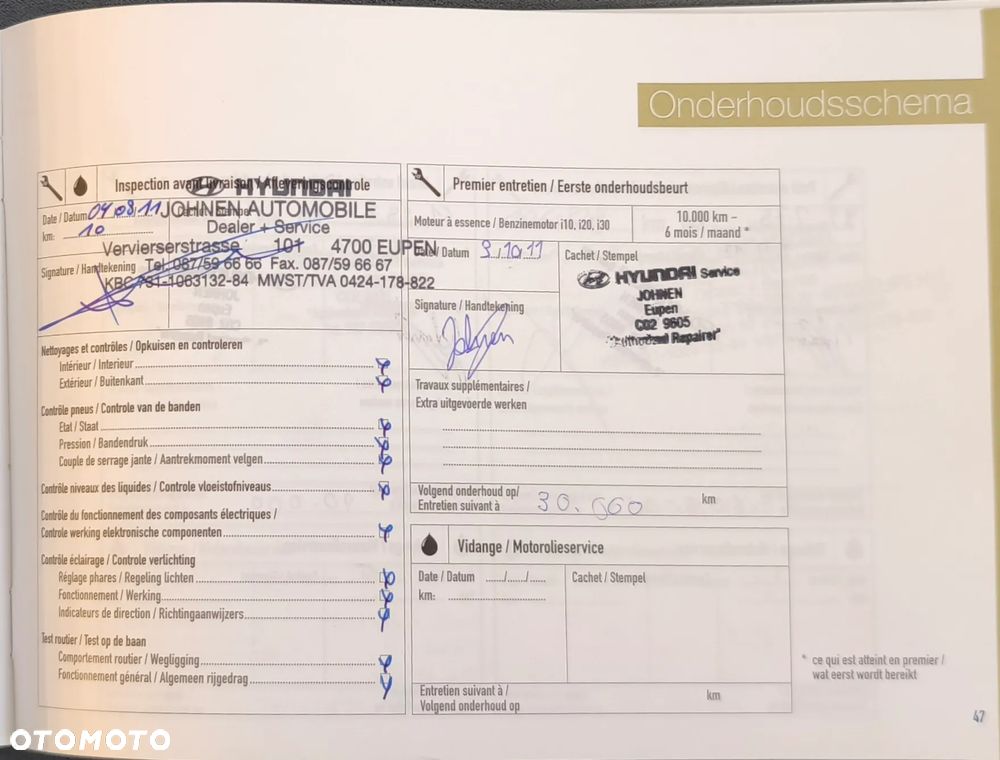 Onderhoudsschema
Inspection avant livraison / Afleveringscontrole
HYUNDAI
Date / Datum 04.08.11
JOHNEN AUTOMOBILE
km: 10
Dealer + Service
Vervierserstrasse 101 4700 EUPEN
Signature / Handtekening
Tel. 087/59 66 66 Fax. 087/59 66 67
MWST/TVA 0424-178-822
Nettoyages et contrôles / Opkuisen en controleren
Intérieur / Interieur
Extérieur / Buitenkant
Contrôle pneus / Controle van de banden
Etat / Staat
Pression / Bandendruk
Couple de serrage jante / Aantrekmoment velgen
Contrôle niveaux des liquides / Controle vloeistofniveaus
Contrôle du fonctionnement des composants électriques /
Controle werking elektronische componenten
Contrôle éclairage / Controle verlichting
Réglage phares / Regeling lichten
Fonctionnement / Werking
Indicateurs de direction / Richtingaanwijzers
Test routier / Test op de baan
Comportement routier / Wegligging
Fonctionnement général / Algemeen rijgedrag
Premier entretien / Eerste onderhoudsbeurt
Moteur à essence / Benzinemotor i10, i20, i30
10.000 km –
6 mois / maand *
Date / Datum 3.10.11
Cachet / Stempel
HYUNDAI Service
JOHNEN
Eupen
C02 9605
Authorized Repairer
Signature / Handtekening
Travaux supplémentaires /
Extra uitgevoerde werken
Volgend onderhoud op/
Entretien suivant à 30.000 km
Vidange / Motorolieservice
Date / Datum ....../....../......
Cachet / Stempel
km:
Entretien suivant à /
Volgend onderhoud op km
* ce qui est atteint en premier /
wat eerst wordt bereikt
47
OTOMOTO